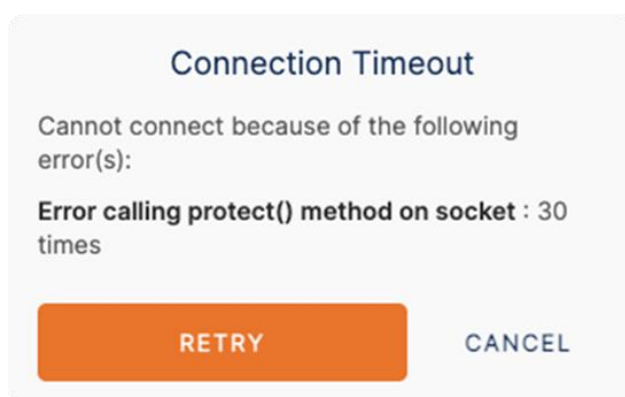 Connection Timeout
Cannot connect because of the following
error(s):
Error calling protect() method on socket : 30
times
RETRY
CANCEL